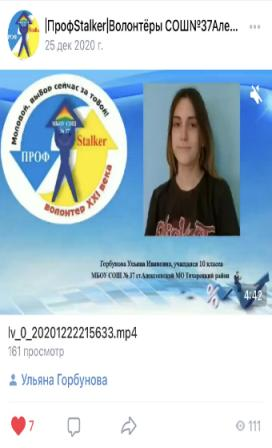 |ПрофStalker|Волонтёры СОШ№37Але...
25 дек 2020 г.
Молодой, выбор сейчас за тобой!
МБОУ СОШ
№ 37
ПРОФ Stalker
волонтер XXI века
Горбунова Ульяна Ивановна, учащаяся 10 класса
МБОУ СОШ № 37 ст.Алексеевской МО Тихорецкий район
4:42
lv_0_20201222215633.mp4
161 просмотр
Ульяна Горбунова
7
111